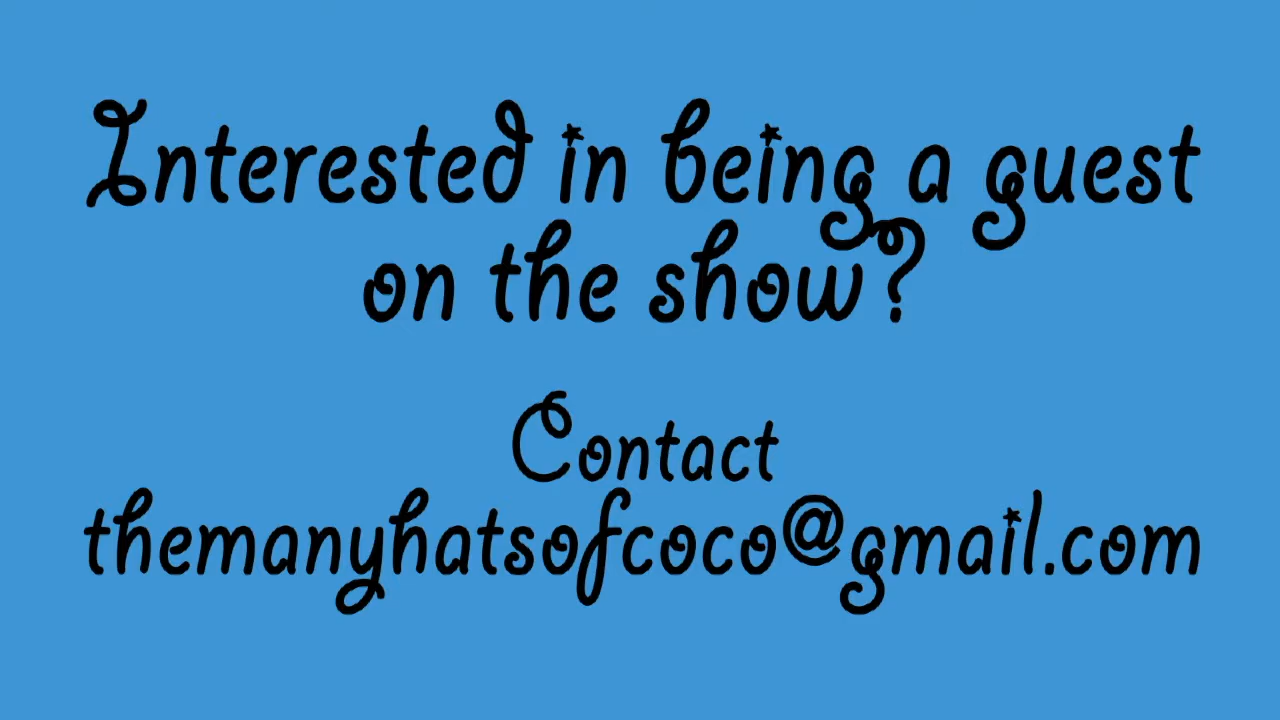 Interested in being a guest
on the show?
Contact
themanyhatsofcoco@gmail.com